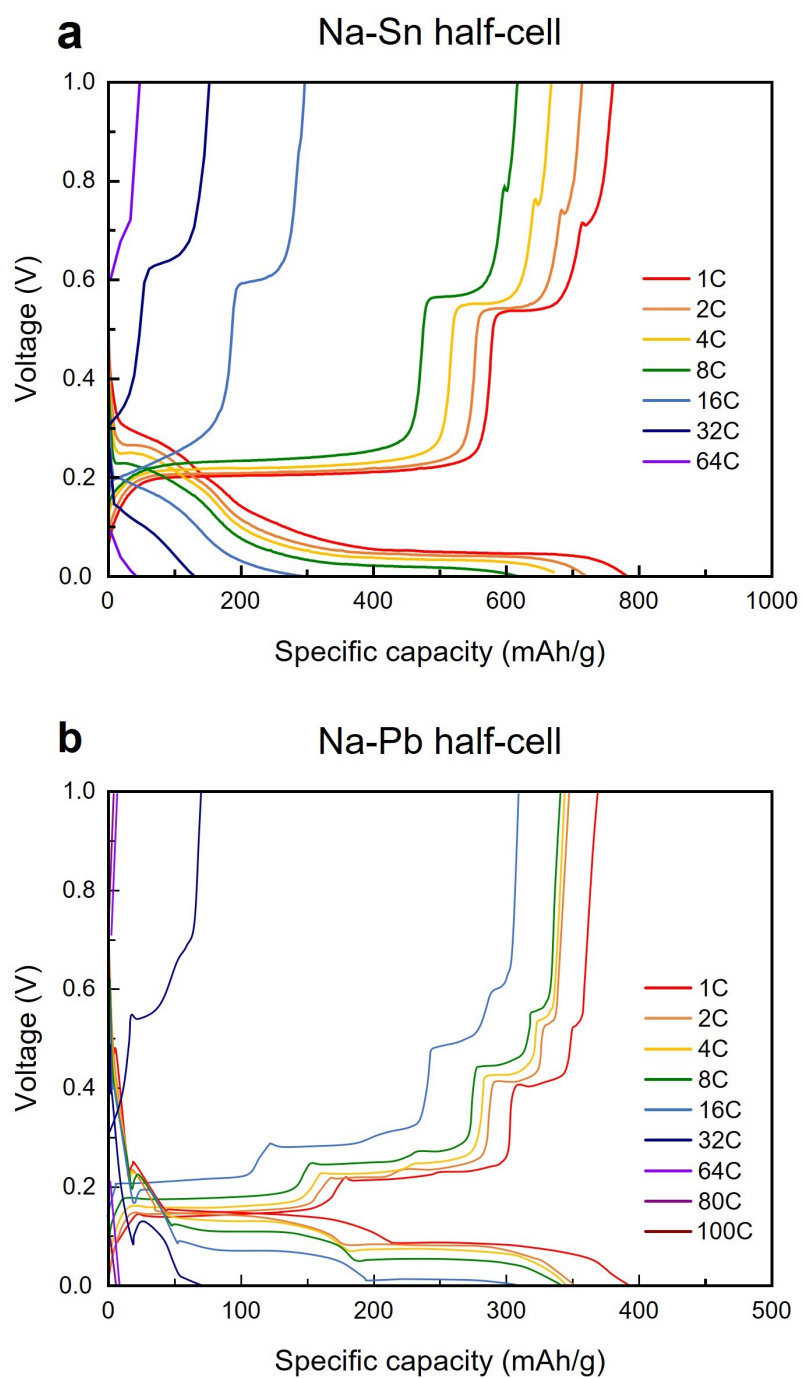 a
Na-Sn half-cell
1.0
0.8
0.6
0.4
0.2
0.0
Voltage (V)
1C
2C
4C
8C
16C
32C
64C
0 200 400 600 800 1000
Specific capacity (mAh/g)
b
Na-Pb half-cell
1.0
0.8
0.6
0.4
0.2
0.0
Voltage (V)
1C
2C
4C
8C
16C
32C
64C
80C
100C
0 100 200 300 400 500
Specific capacity (mAh/g)